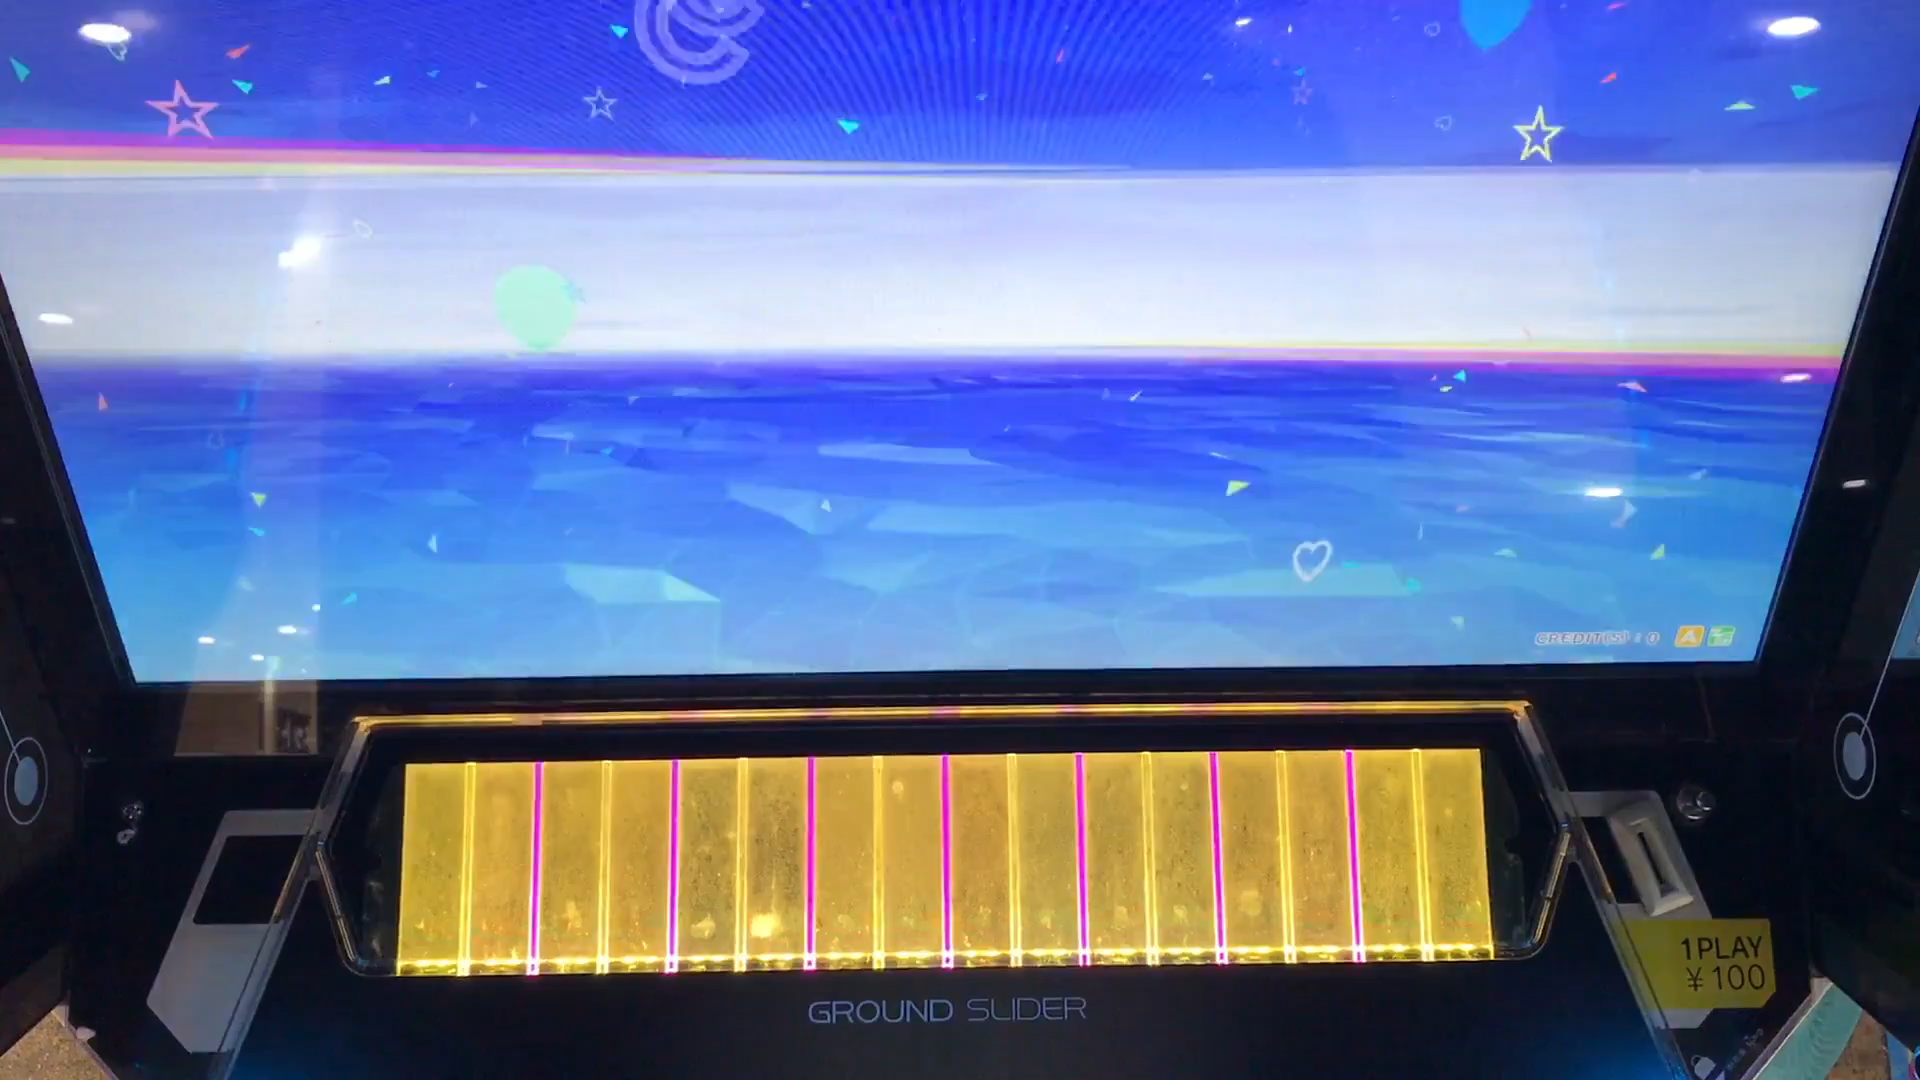 CREDIT(S) : 0
A
GROUND SLIDER
1PLAY
¥100